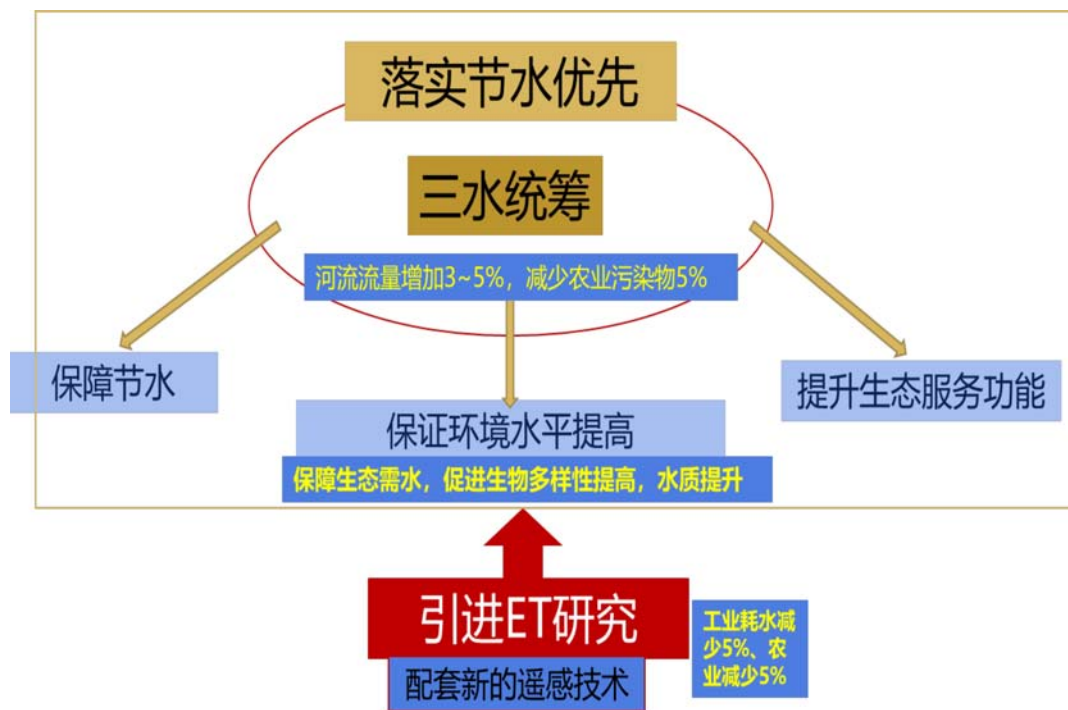 落实节水优先
三水统筹
河流流量增加3~5%，减少农业污染物5%
保障节水
提升生态服务功能
保证环境水平提高
保障生态需水，促进生物多样性提高，水质提升
引进ET研究
工业耗水减
少5%、农
业减少5%
配套新的遥感技术